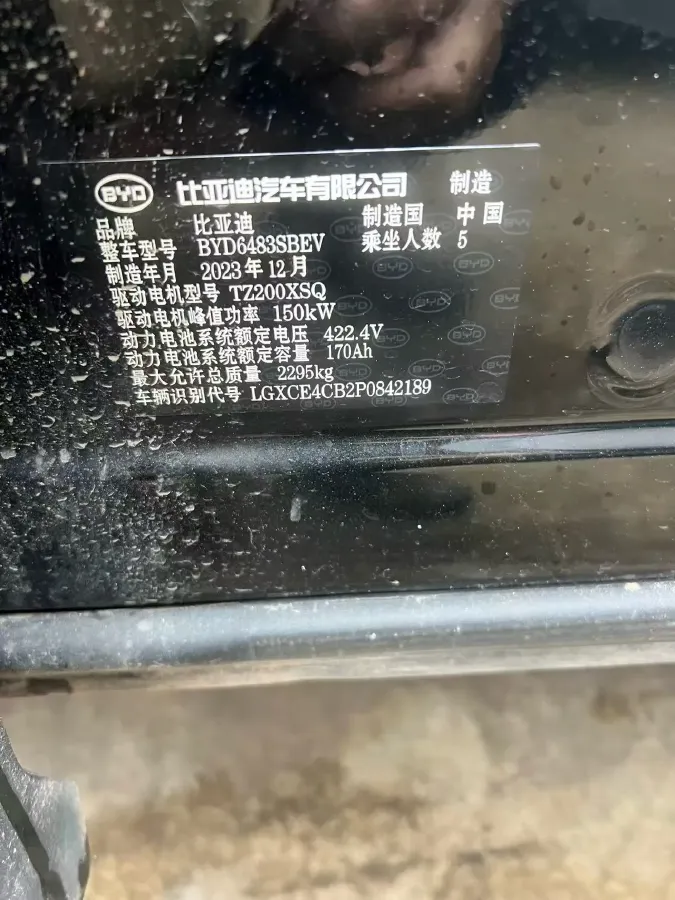 BYD 比亚迪汽车有限公司 制造
品牌 比亚迪 制造国 中国
整车型号 BYD6483SBEV 乘坐人数 5
制造年月 2023年12月
驱动电机型号 TZ200XSQ
驱动电机峰值功率 150kW
动力电池系统额定电压 422.4V
动力电池系统额定容量 170Ah
最大允许总质量 2295kg
车辆识别代号 LGXCE4CB2P0842189